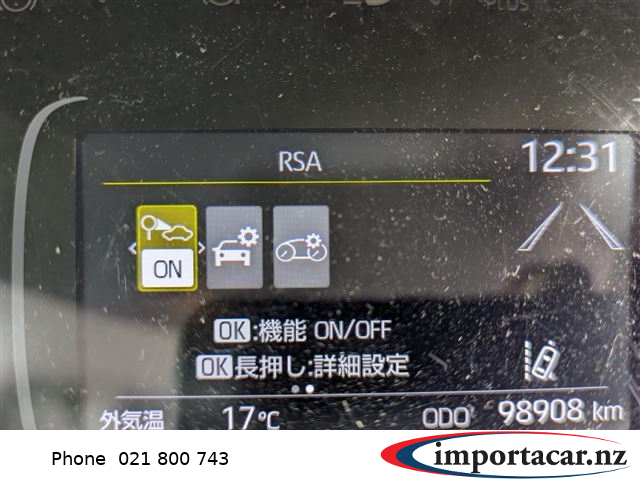 PLUS
RSA 12:31
ON
OK:機能 ON/OFF
OK長押し:詳細設定
外気温 17℃ ODO 98908 km
Phone 021 800 743
importacar.nz